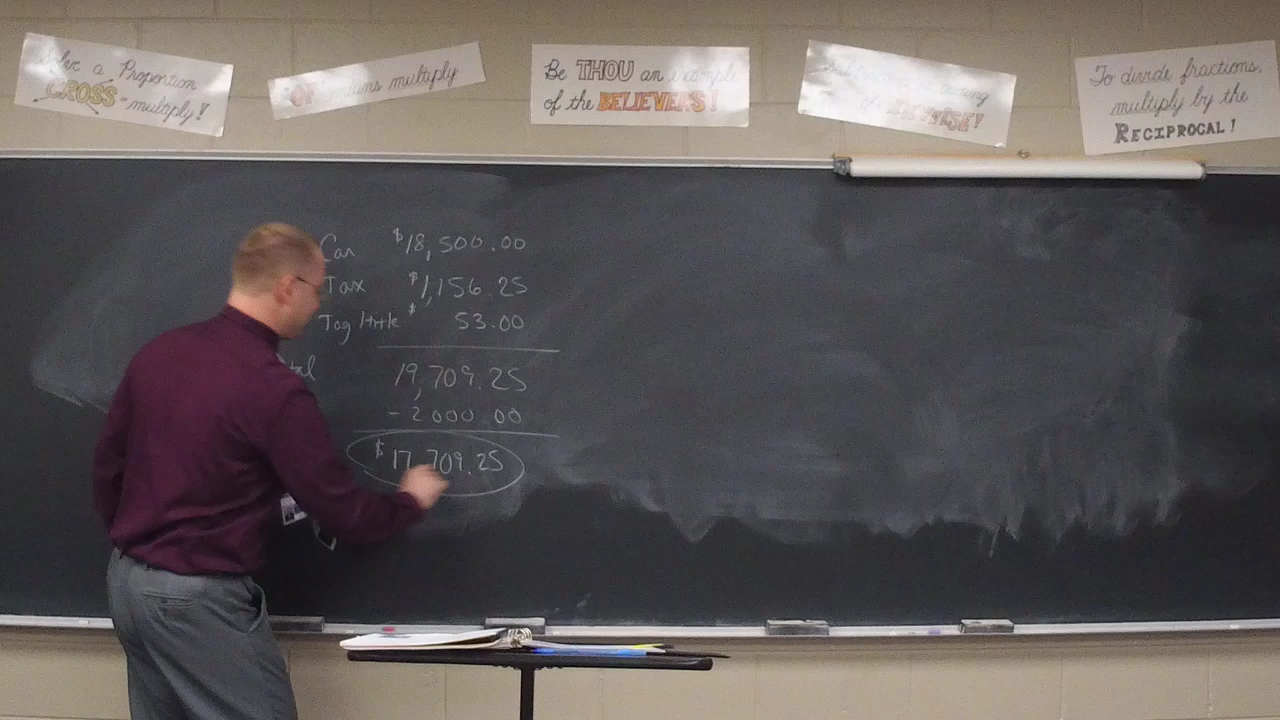 Solve a Proportion
CROSS-multiply!
"OF" means multiply
Be THOU an example
of the BELIEVERS!
To divide fractions,
multiply by the
RECIPROCAL!
Car $18,500.00
Tax $1,156.25
Tag/title $ 53.00
19,709.25
- 2000.00
$17,709.25